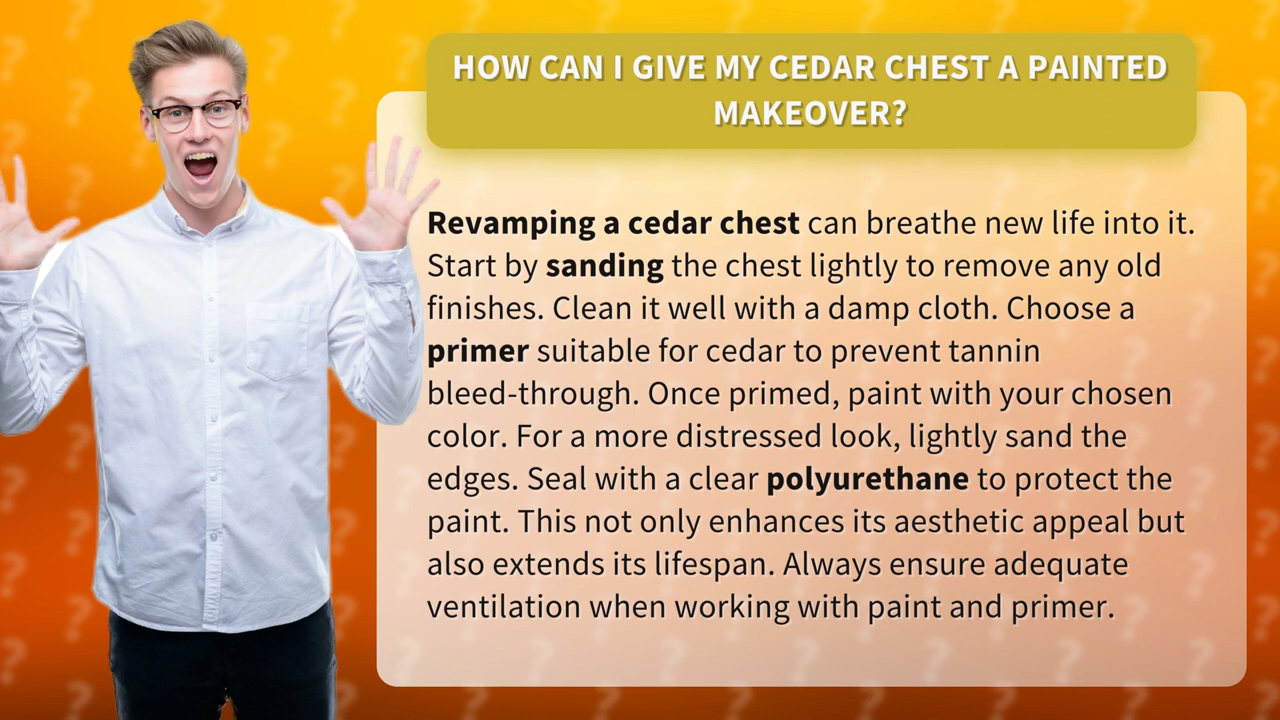 HOW CAN I GIVE MY CEDAR CHEST A PAINTED
MAKEOVER?
Revamping a cedar chest can breathe new life into it.
Start by sanding the chest lightly to remove any old
finishes. Clean it well with a damp cloth. Choose a
primer suitable for cedar to prevent tannin
bleed-through. Once primed, paint with your chosen
color. For a more distressed look, lightly sand the
edges. Seal with a clear polyurethane to protect the
paint. This not only enhances its aesthetic appeal but
also extends its lifespan. Always ensure adequate
ventilation when working with paint and primer.